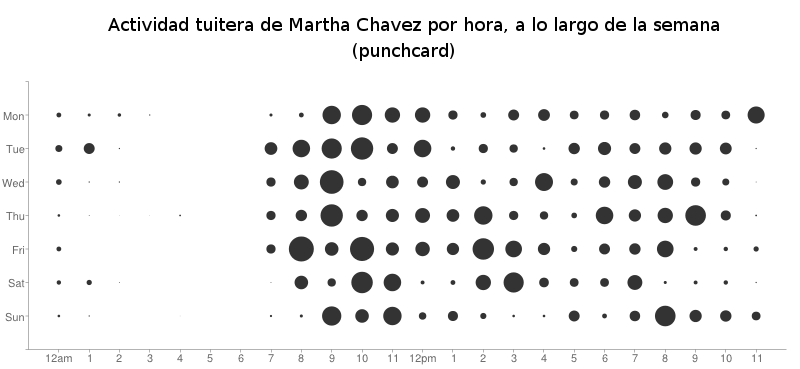 Actividad tuitera de Martha Chavez por hora, a lo largo de la semana
(punchcard)
Mon
Tue
Wed
Thu
Fri
Sat
Sun
12am 1 2 3 4 5 6 7 8 9 10 11 12pm 1 2 3 4 5 6 7 8 9 10 11